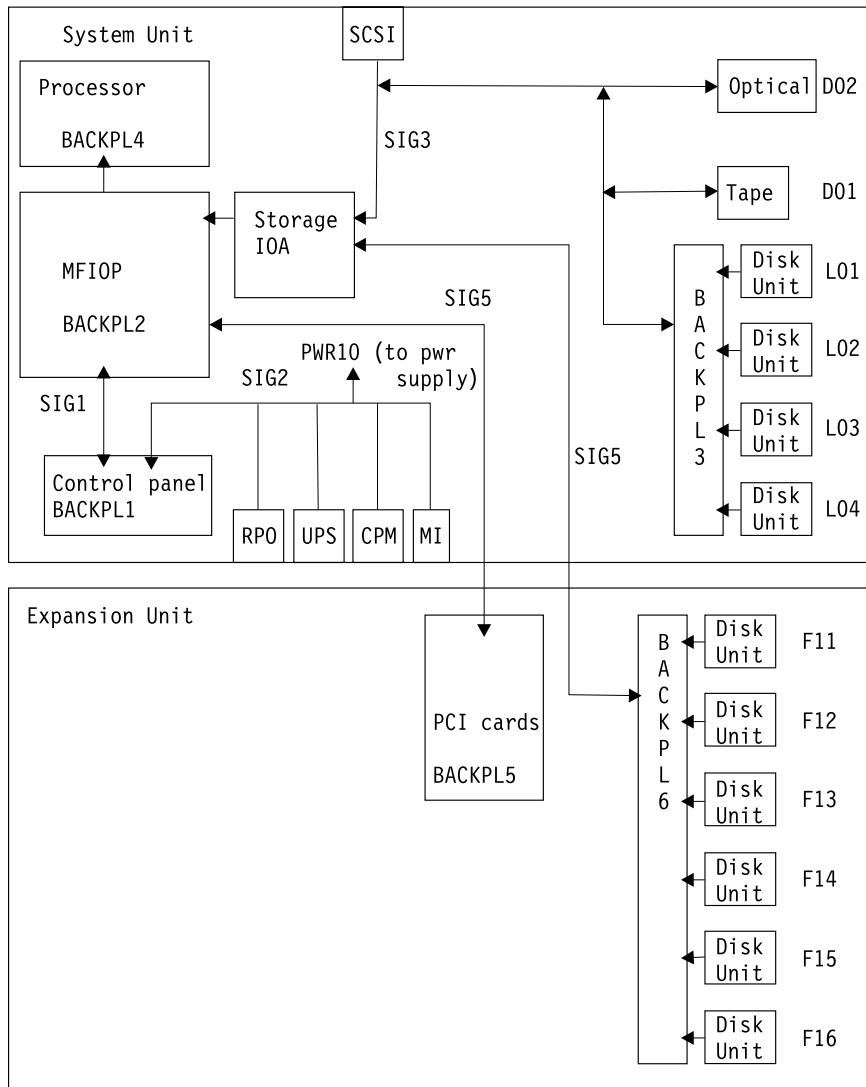 System Unit
SCSI
Processor
BACKPL4
Optical
D02
SIG3
Tape
D01
Storage
IOA
MFIOP
BACKPL2
SIG5
BACKPL3
Disk
Unit
L01
Disk
Unit
L02
Disk
Unit
L03
Disk
Unit
L04
PWR10 (to pwr
supply)
SIG2
SIG1
SIG5
Control panel
BACKPL1
RPO
UPS
CPM
MI
Expansion Unit
PCI cards
BACKPL5
BACKPL6
Disk
Unit
F11
Disk
Unit
F12
Disk
Unit
F13
Disk
Unit
F14
Disk
Unit
F15
Disk
Unit
F16